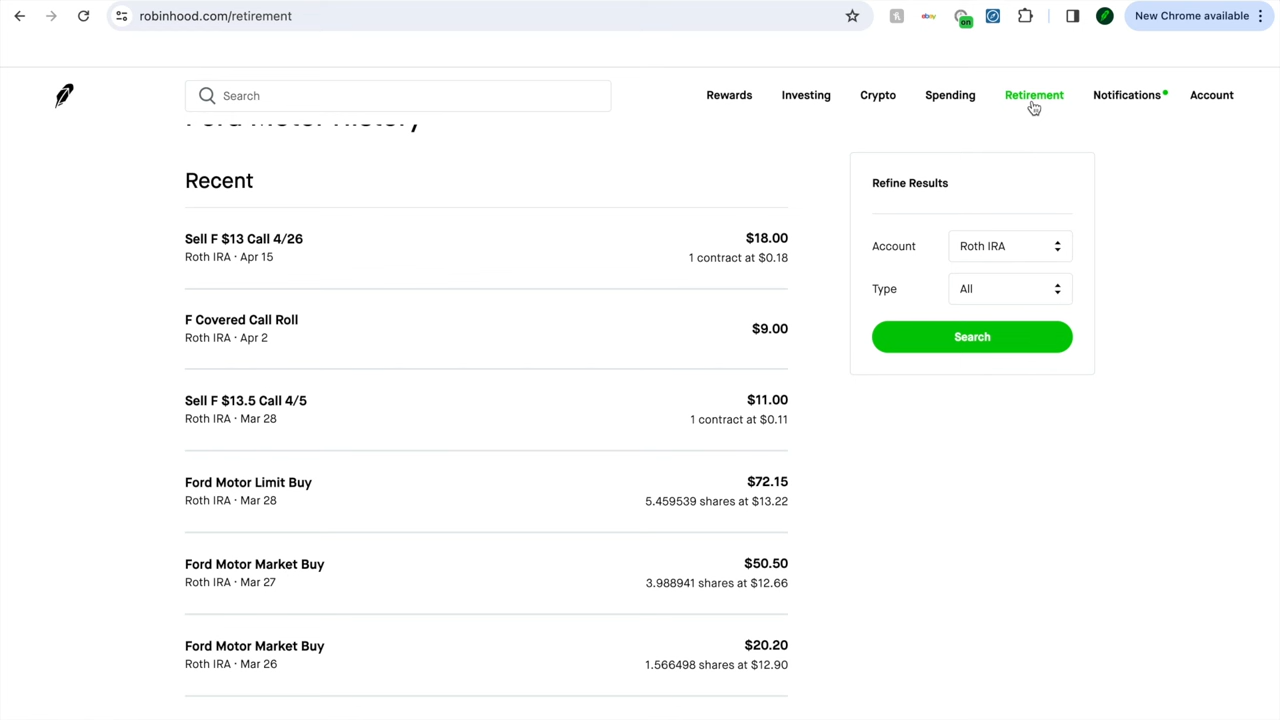 robinhood.com/retirement
ebay
on
New Chrome available
Search
Rewards
Investing
Crypto
Spending
Retirement
Notifications
Account
Ford Motor History
Recent
Sell F $13 Call 4/26
$18.00
Roth IRA · Apr 15
1 contract at $0.18
F Covered Call Roll
$9.00
Roth IRA · Apr 2
Sell F $13.5 Call 4/5
$11.00
Roth IRA · Mar 28
1 contract at $0.11
Ford Motor Limit Buy
$72.15
Roth IRA · Mar 28
5.459539 shares at $13.22
Ford Motor Market Buy
$50.50
Roth IRA · Mar 27
3.988941 shares at $12.66
Ford Motor Market Buy
$20.20
Roth IRA · Mar 26
1.566498 shares at $12.90
Refine Results
Account
Roth IRA
Type
All
Search